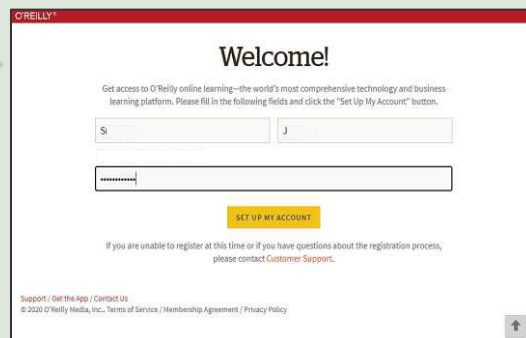 O'REILLY®
Welcome!
Get access to O'Reilly online learning—the world's most comprehensive technology and business
learning platform. Please fill in the following fields and click the "Set Up My Account" button.
J
••••••••••••
SET UP MY ACCOUNT
If you are unable to register at this time or if you have questions about the registration process,
please contact Customer Support.
Support / Get the App / Contact Us
© 2020 O'Reilly Media, Inc.. Terms of Service / Membership Agreement / Privacy Policy